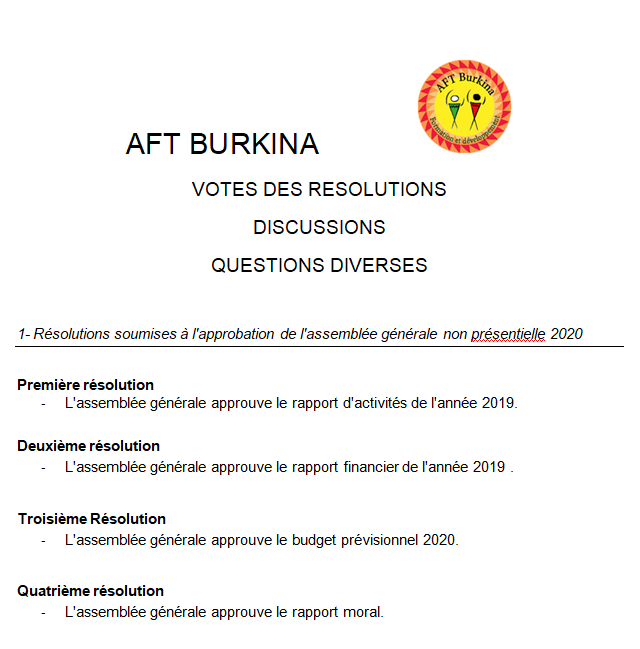 AFT Burkina
Formation et développement
AFT BURKINA
VOTES DES RESOLUTIONS
DISCUSSIONS
QUESTIONS DIVERSES
1- Résolutions soumises à l'approbation de l'assemblée générale non présentielle 2020
Première résolution
- L'assemblée générale approuve le rapport d'activités de l'année 2019.
Deuxième résolution
- L'assemblée générale approuve le rapport financier de l'année 2019 .
Troisième Résolution
- L'assemblée générale approuve le budget prévisionnel 2020.
Quatrième résolution
- L'assemblée générale approuve le rapport moral.